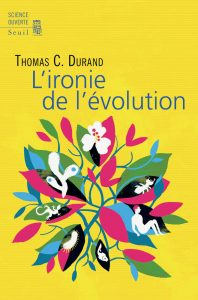 SCIENCE
OUVERTE
Seuil
THOMAS C. DURAND
L'ironie
de l'évolution